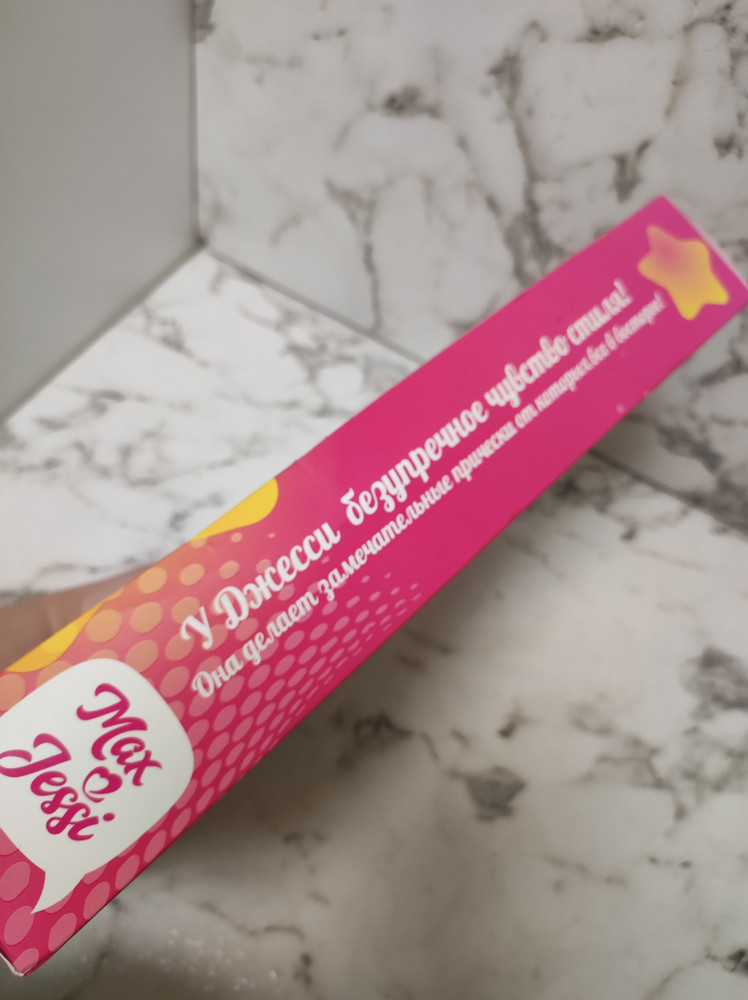 У Джесси безупречное чувство стиля!
Она делает замечательные прически от которых все в восторге!
Max
Jessi